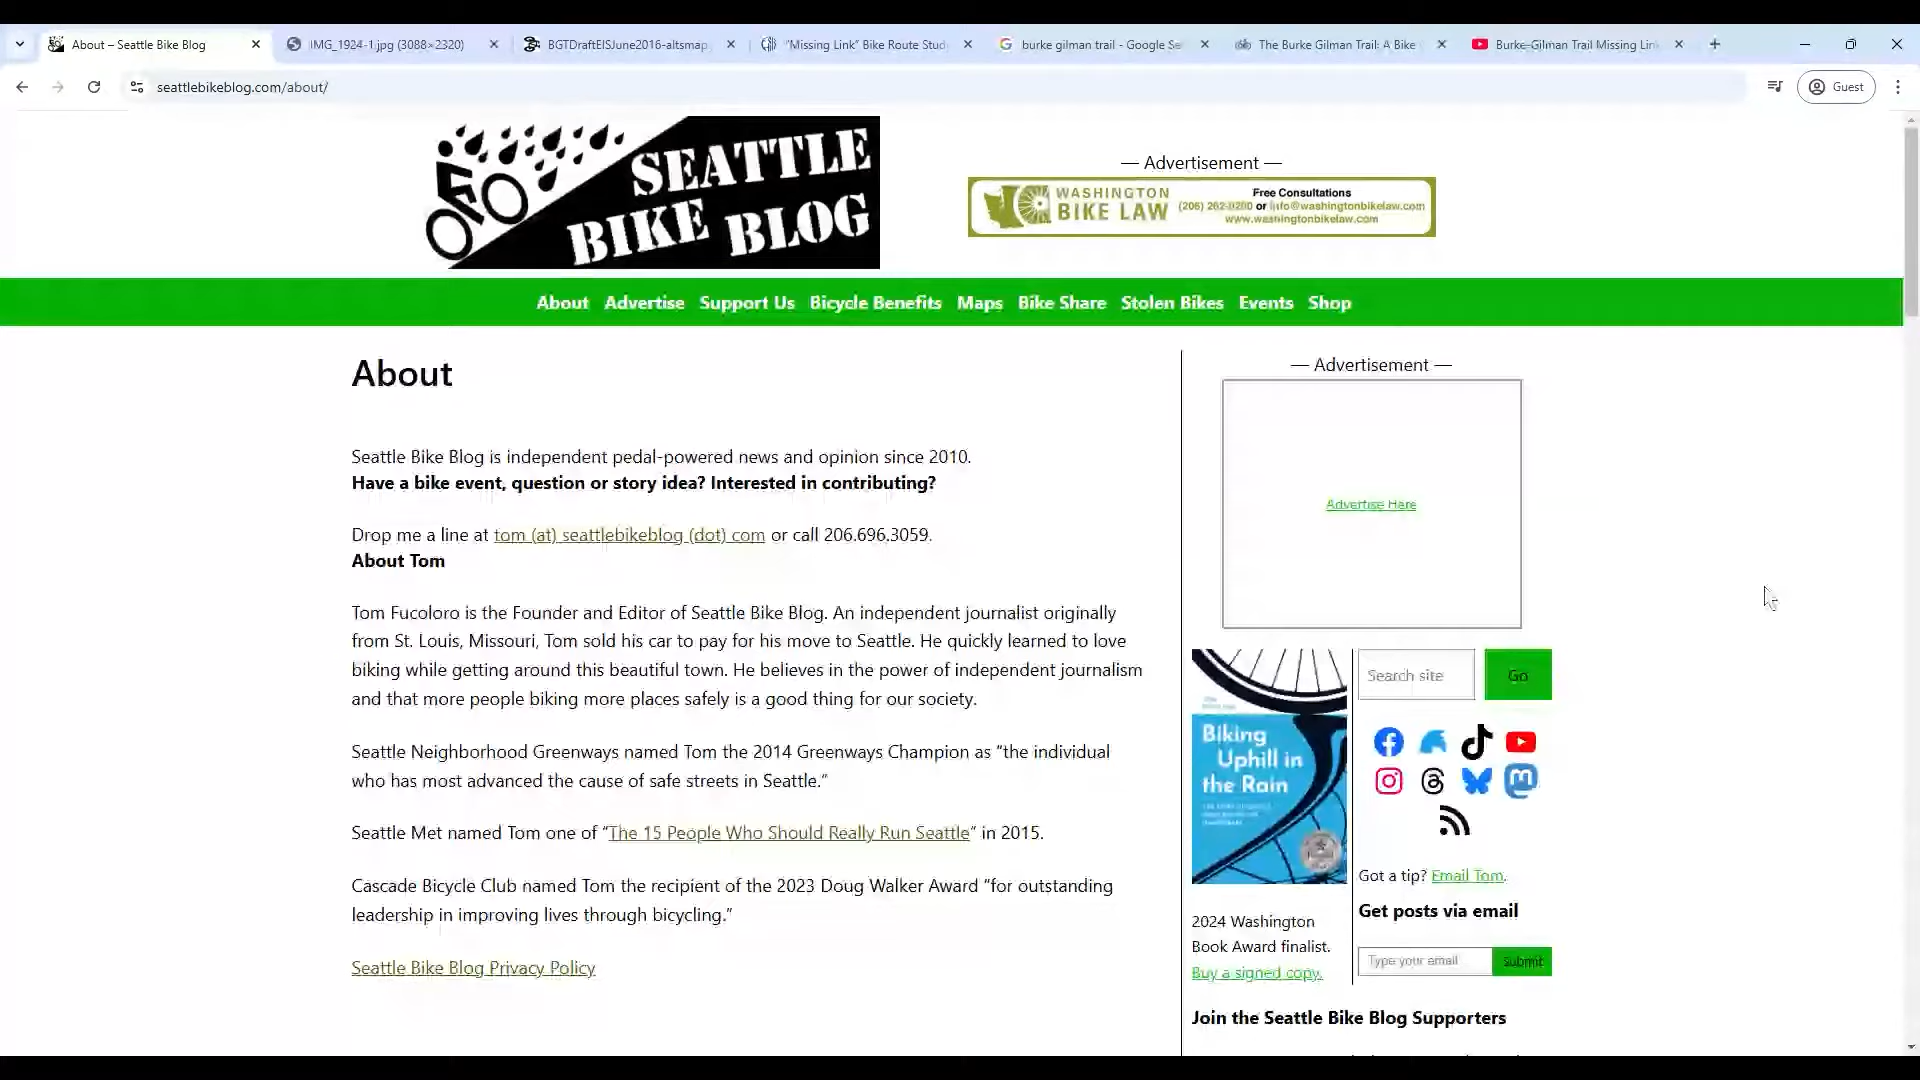 About – Seattle Bike Blog
IMG_1924-1.jpg (3088×2320)
BGTDraftEISJune2016-altsmap
"Missing Link" Bike Route Stud
burke gilman trail - Google Se
The Burke Gilman Trail: A Bike
Burke-Gilman Trail Missing Lin
seattlebikeblog.com/about/
Guest
SEATTLE
BIKE BLOG
— Advertisement —
WASHINGTON
BIKE LAW
Free Consultations
(206) 262-0200 or info@washingtonbikelaw.com
www.washingtonbikelaw.com
About Advertise Support Us Bicycle Benefits Maps Bike Share Stolen Bikes Events Shop
About
Seattle Bike Blog is independent pedal-powered news and opinion since 2010.
Have a bike event, question or story idea? Interested in contributing?
Drop me a line at tom (at) seattlebikeblog (dot) com or call 206.696.3059.
About Tom
Tom Fucoloro is the Founder and Editor of Seattle Bike Blog. An independent journalist originally
from St. Louis, Missouri, Tom sold his car to pay for his move to Seattle. He quickly learned to love
biking while getting around this beautiful town. He believes in the power of independent journalism
and that more people biking more places safely is a good thing for our society.
Seattle Neighborhood Greenways named Tom the 2014 Greenways Champion as “the individual
who has most advanced the cause of safe streets in Seattle.”
Seattle Met named Tom one of “The 15 People Who Should Really Run Seattle” in 2015.
Cascade Bicycle Club named Tom the recipient of the 2023 Doug Walker Award “for outstanding
leadership in improving lives through bicycling.”
Seattle Bike Blog Privacy Policy
— Advertisement —
Advertise Here
Biking
Uphill in
the Rain
2024 Washington
Book Award finalist.
Buy a signed copy.
Search site
Go
Got a tip? Email Tom.
Get posts via email
Type your email
Submit
Join the Seattle Bike Blog Supporters